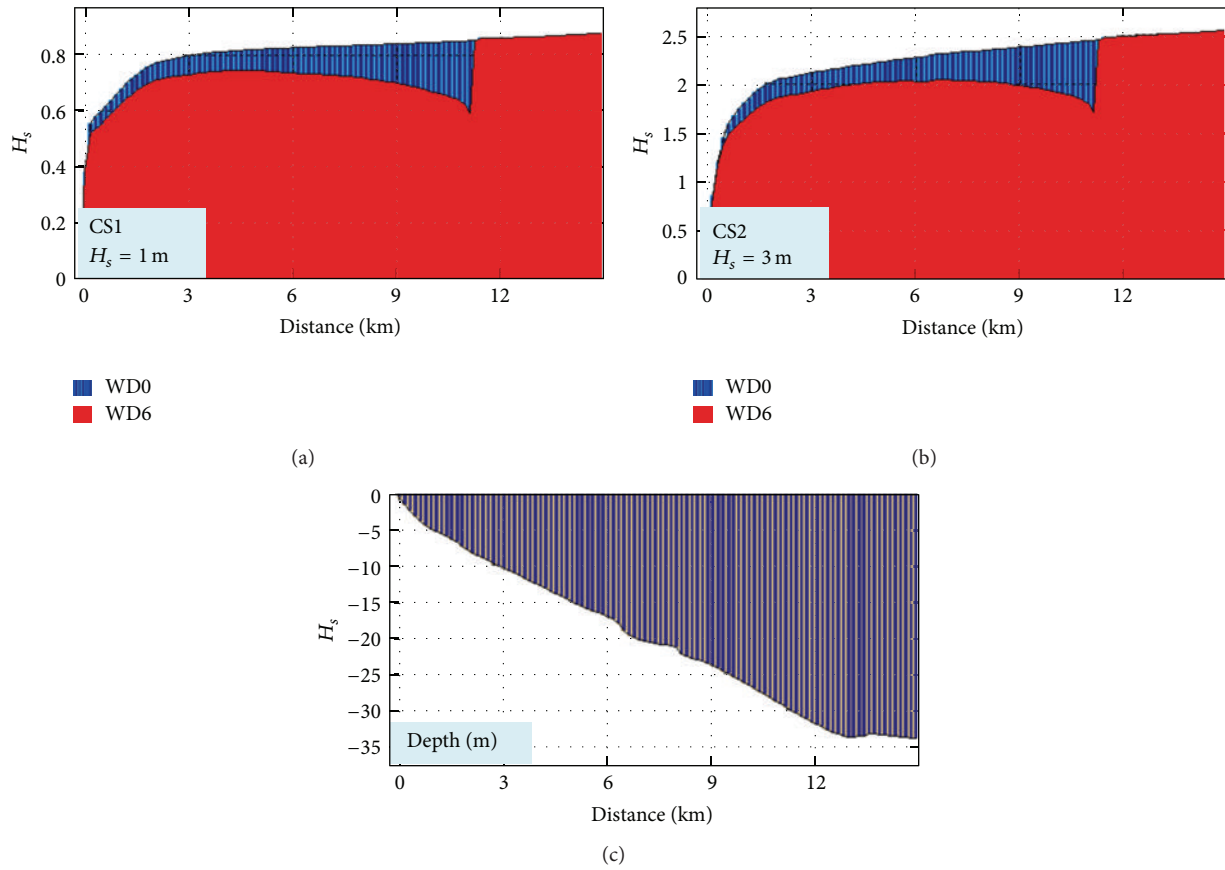 0.8
0.6
0.4
0.2
0
H_s
CS1
H_s = 1 m
0 3 6 9 12
Distance (km)
WD0
WD6
(a)
2.5
2
1.5
1
0.5
0
H_s
CS2
H_s = 3 m
0 3 6 9 12
Distance (km)
WD0
WD6
(b)
0
−5
−10
−15
−20
−25
−30
−35
H_s
Depth (m)
0 3 6 9 12
Distance (km)
(c)